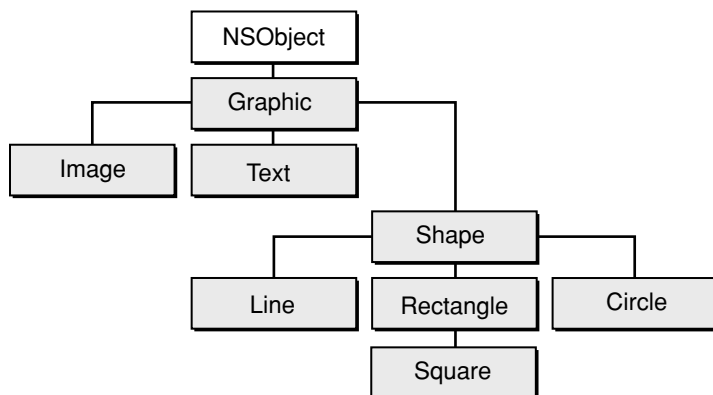 NSObject
Graphic
Image
Text
Shape
Line
Rectangle
Circle
Square